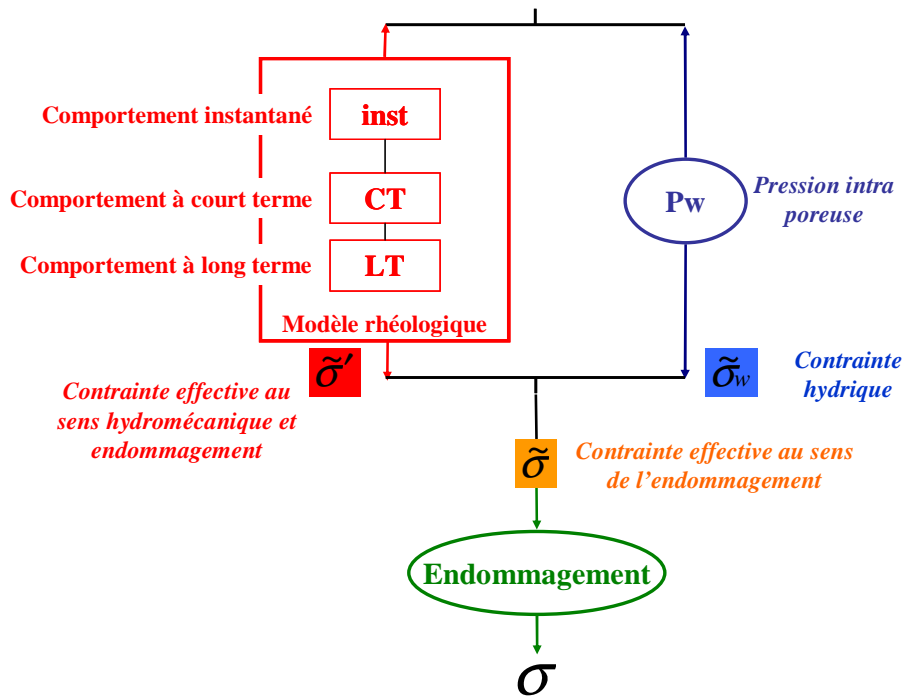 Comportement instantané
inst
Comportement à court terme
CT
Comportement à long terme
LT
Modèle rhéologique
Pw
Pression intra
poreuse
σ̃′
Contrainte effective au
sens hydromécanique et
endommagement
σ̃w
Contrainte
hydrique
σ̃
Contrainte effective au sens
de l’endommagement
Endommagement
σ